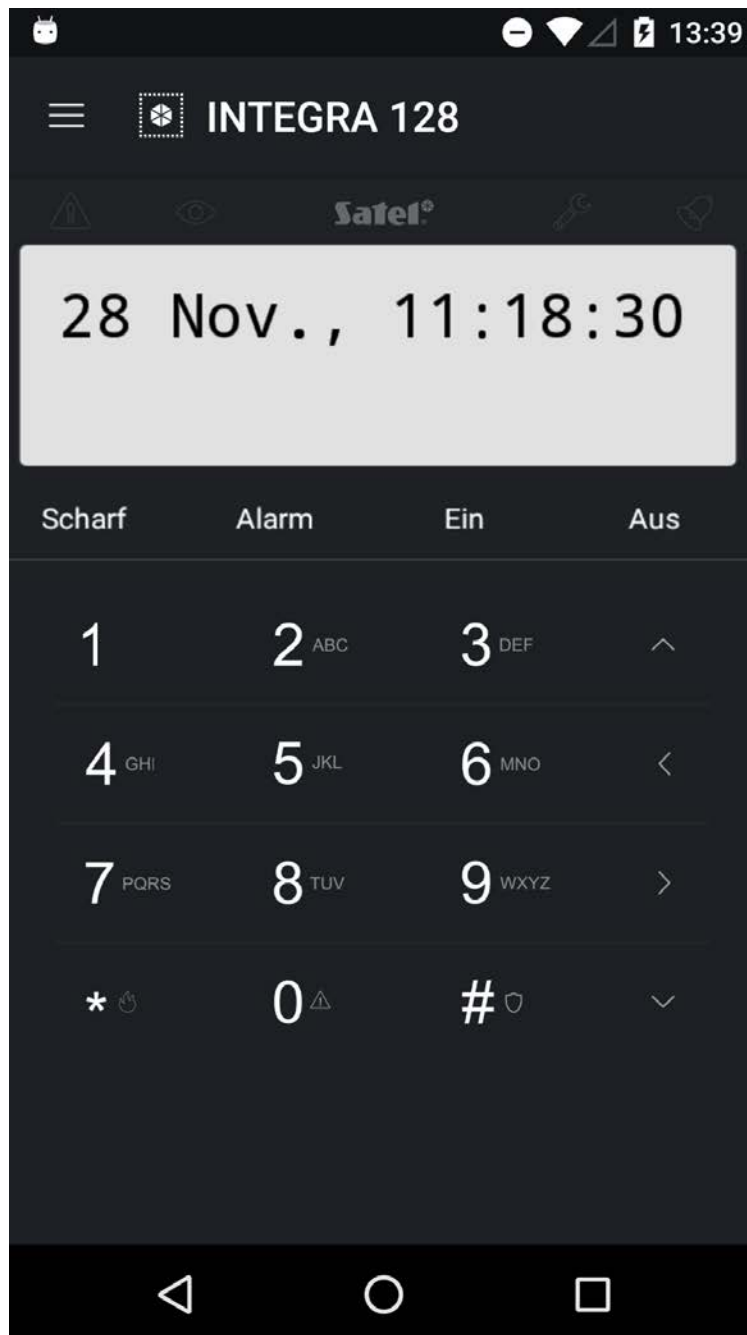 13:39
INTEGRA 128
Satel®
28 Nov., 11:18:30
Scharf Alarm Ein Aus
1 2 ABC 3 DEF
4 GHI 5 JKL 6 MNO
7 PQRS 8 TUV 9 WXYZ
* 0 #